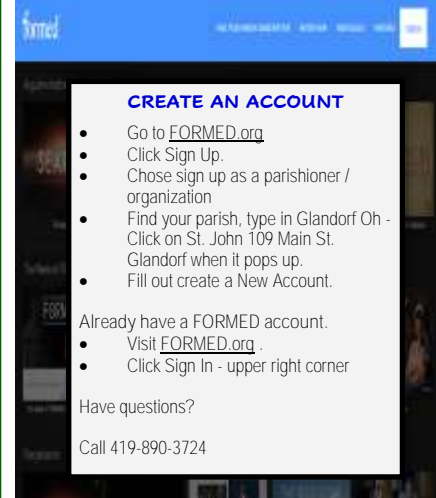 formed
CREATE AN ACCOUNT
• Go to FORMED.org
• Click Sign Up.
• Chose sign up as a parishioner /
organization
• Find your parish, type in Glandorf Oh -
Click on St. John 109 Main St.
Glandorf when it pops up.
• Fill out create a New Account.
Already have a FORMED account.
• Visit FORMED.org .
• Click Sign In - upper right corner
Have questions?
Call 419-890-3724